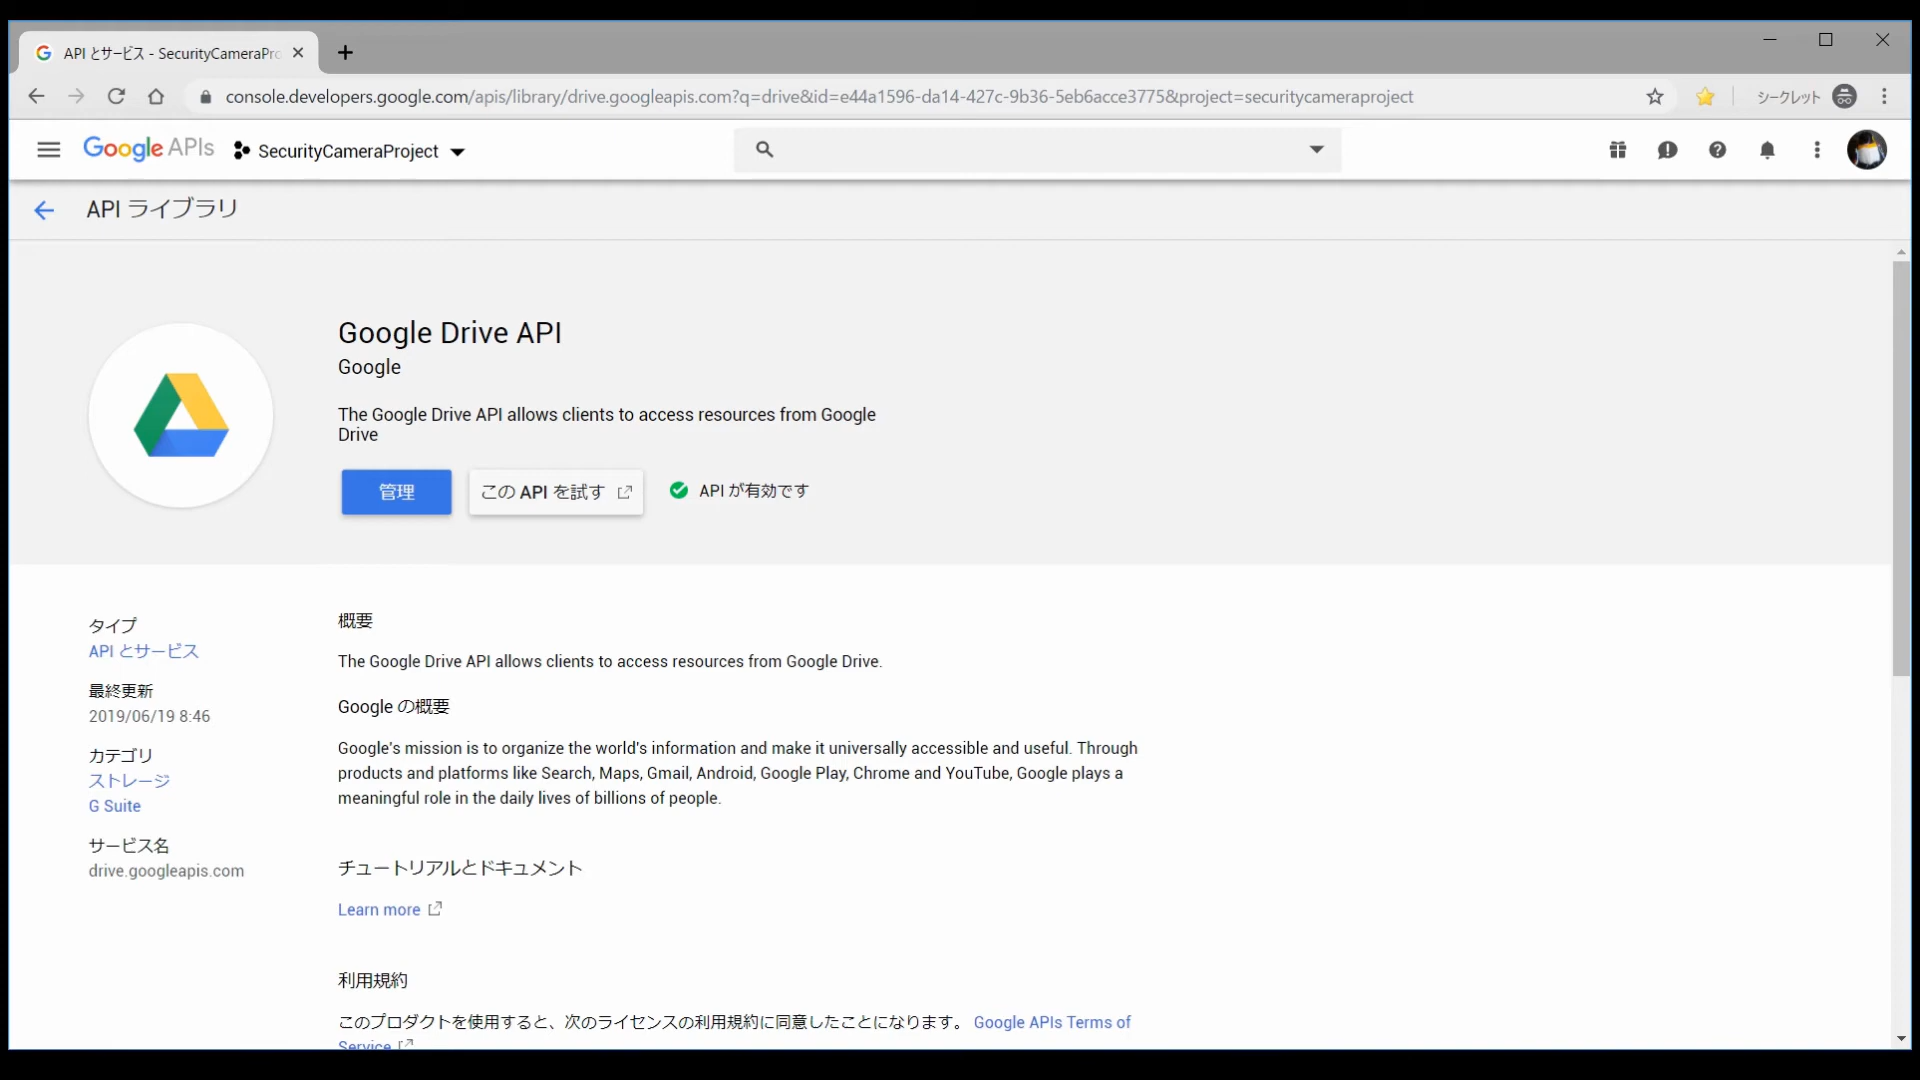 API とサービス - SecurityCameraPro
console.developers.google.com/apis/library/drive.googleapis.com?q=drive&id=e44a1596-da14-427c-9b36-5eb6acce3775&project=securitycameraproject
シークレット
Google APIs
SecurityCameraProject
API ライブラリ
Google Drive API
Google
The Google Drive API allows clients to access resources from Google
Drive
管理
この API を試す
API が有効です
タイプ
API とサービス
最終更新
2019/06/19 8:46
カテゴリ
ストレージ
G Suite
サービス名
drive.googleapis.com
概要
The Google Drive API allows clients to access resources from Google Drive.
Google の概要
Google's mission is to organize the world's information and make it universally accessible and useful. Through
products and platforms like Search, Maps, Gmail, Android, Google Play, Chrome and YouTube, Google plays a
meaningful role in the daily lives of billions of people.
チュートリアルとドキュメント
Learn more
利用規約
このプロダクトを使用すると、次のライセンスの利用規約に同意したことになります。 Google APIs Terms of
Service